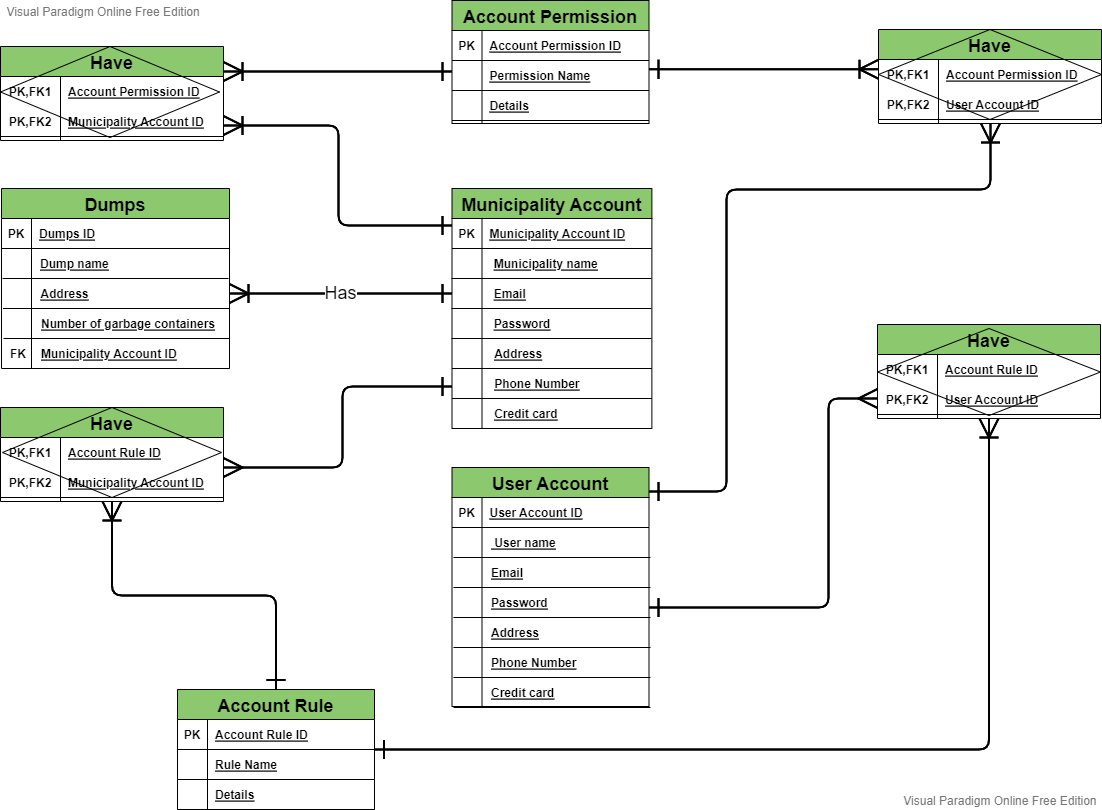 Visual Paradigm Online Free Edition
Account Permission
PK Account Permission ID
Permission Name
Details
Have
PK,FK1 Account Permission ID
PK,FK2 Municipality Account ID
Have
PK,FK1 Account Permission ID
PK,FK2 User Account ID
Dumps
PK Dumps ID
Dump name
Address
Number of garbage containers
FK Municipality Account ID
Has
Municipality Account
PK Municipality Account ID
Municipality name
Email
Password
Address
Phone Number
Credit card
Have
PK,FK1 Account Rule ID
PK,FK2 User Account ID
Have
PK,FK1 Account Rule ID
PK,FK2 Municipality Account ID
User Account
PK User Account ID
User name
Email
Password
Address
Phone Number
Credit card
Account Rule
PK Account Rule ID
Rule Name
Details
Visual Paradigm Online Free Edition